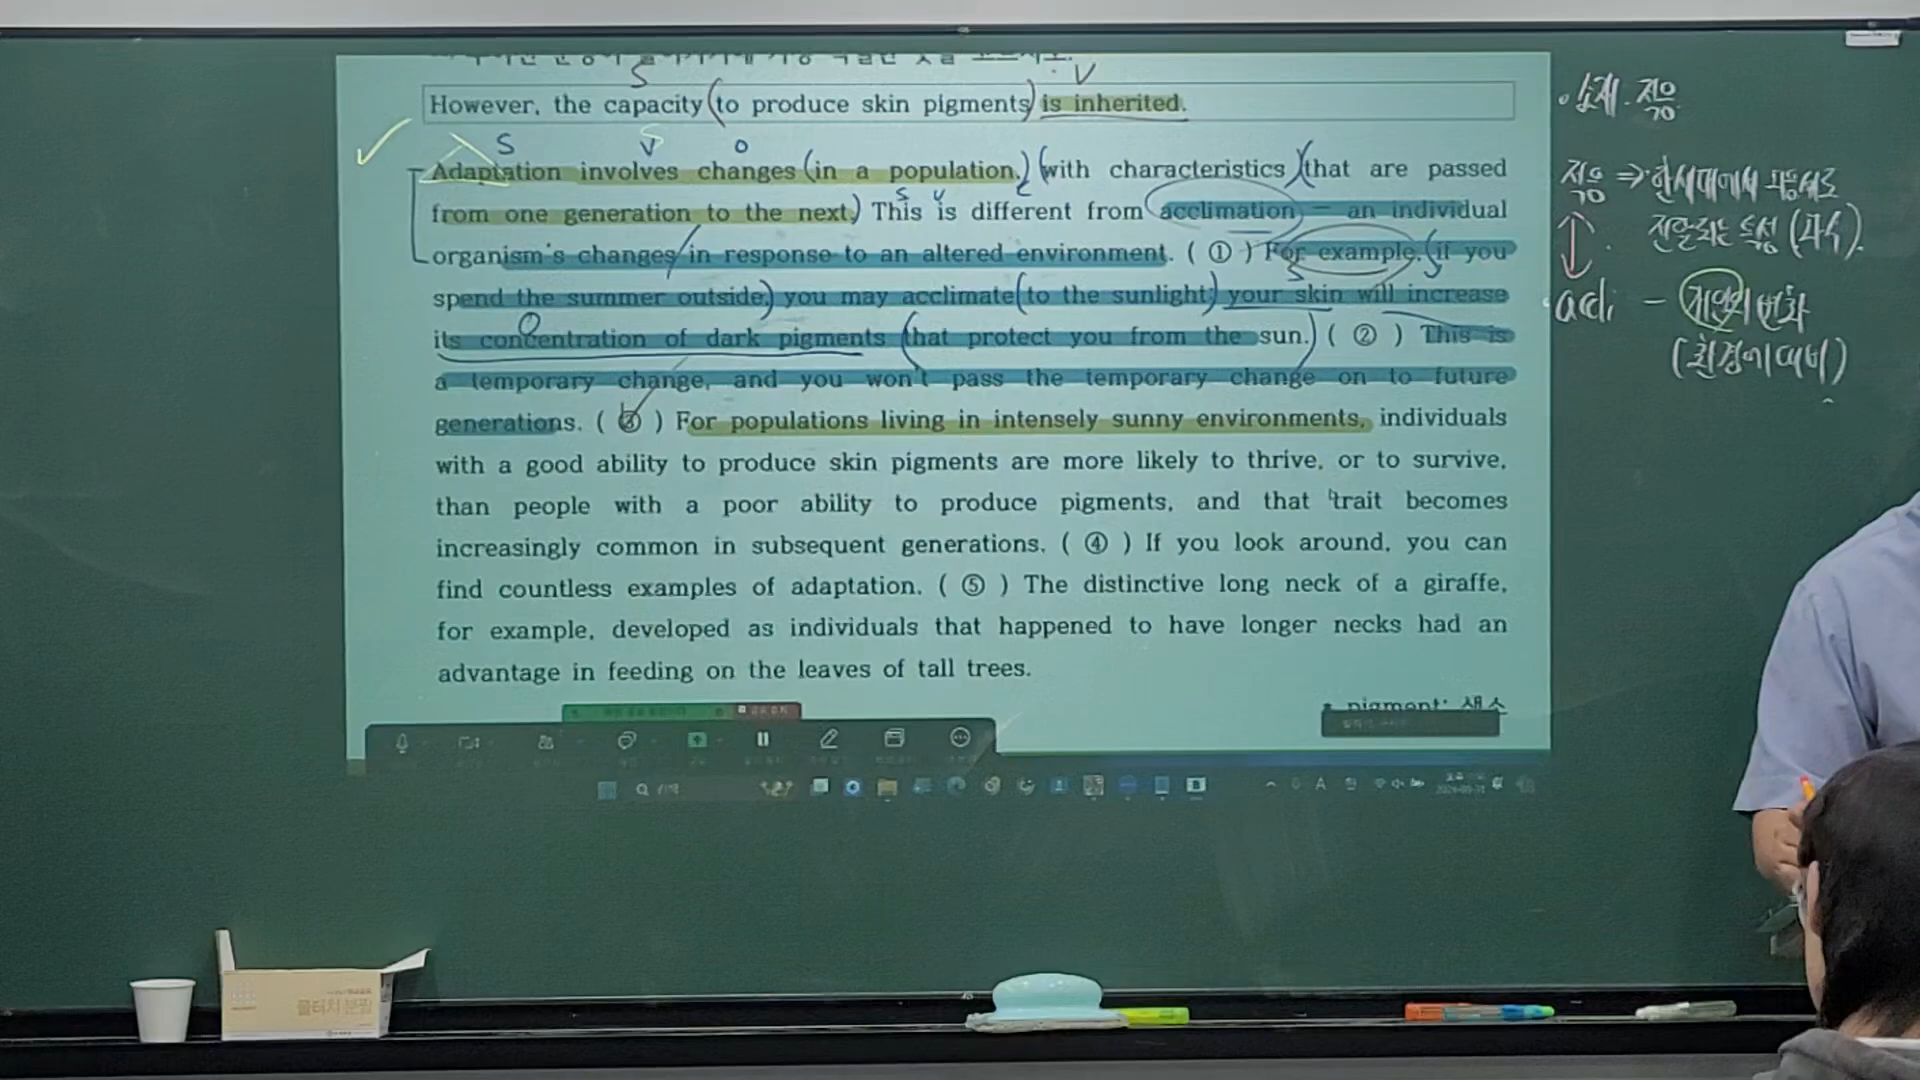 However, the capacity to produce skin pigments is inherited.
Adaptation involves changes in a population, with characteristics that are passed
from one generation to the next. This is different from acclimation — an individual
organism's changes in response to an altered environment. ( ① ) For example, if you
spend the summer outside, you may acclimate to the sunlight; your skin will increase
its concentration of dark pigments that protect you from the sun. ( ② ) This is
a temporary change, and you won't pass the temporary change on to future
generations. ( ③ ) For populations living in intensely sunny environments, individuals
with a good ability to produce skin pigments are more likely to thrive, or to survive,
than people with a poor ability to produce pigments, and that trait becomes
increasingly common in subsequent generations. ( ④ ) If you look around, you can
find countless examples of adaptation. ( ⑤ ) The distinctive long neck of a giraffe,
for example, developed as individuals that happened to have longer necks had an
advantage in feeding on the leaves of tall trees.
* pigment: 색소
S
V
S
V
O
S
V
S
O
소재. 적응
적응 ⇒ 한 세대에서 다음 세대로
전달되는 특성
accli - 개인의 변화
(환경에 대비)